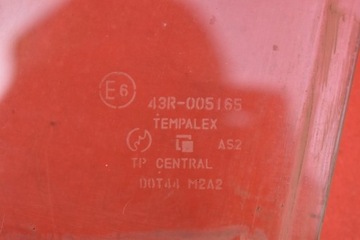 E6 43R-005165
TEMPALEX
AS2
TP CENTRAL
DOT44 M2A2